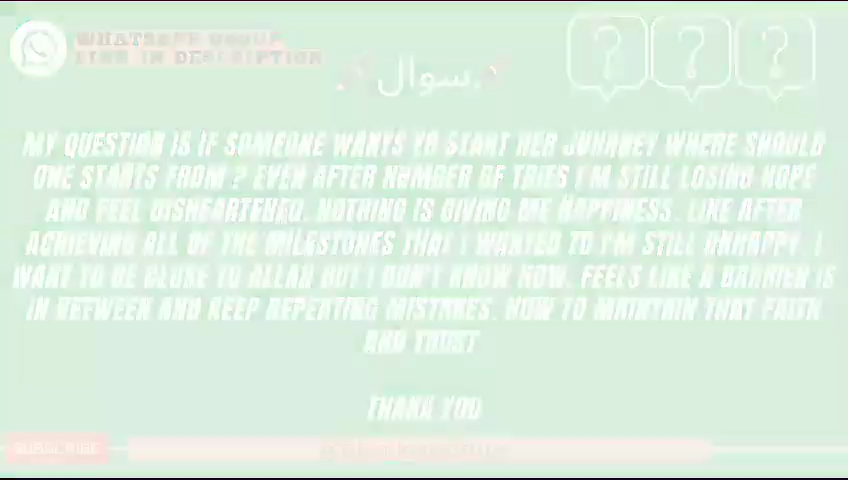 WHATSAPP GROUP
LINK IN DESCRIPTION
سوال
MY QUESTION IS IF SOMEONE WANTS TO START HER JOURNEY WHERE SHOULD
ONE STARTS FROM ? EVEN AFTER NUMBER OF TRIES I'M STILL LOSING HOPE
AND FEEL DISHEARTENED. NOTHING IS GIVING ME HAPPINESS. LIKE AFTER
ACHIEVING ALL OF THE MILESTONES THAT I WANTED TO I'M STILL UNHAPPY. I
WANT TO BE CLOSE TO ALLAH BUT I DON'T KNOW HOW. FEELS LIKE A BARRIER IS
IN BETWEEN AND KEEP REPEATING MISTAKES. HOW TO MAINTAIN THAT FAITH
AND TRUST
THANK YOU
SUBSCRIBE